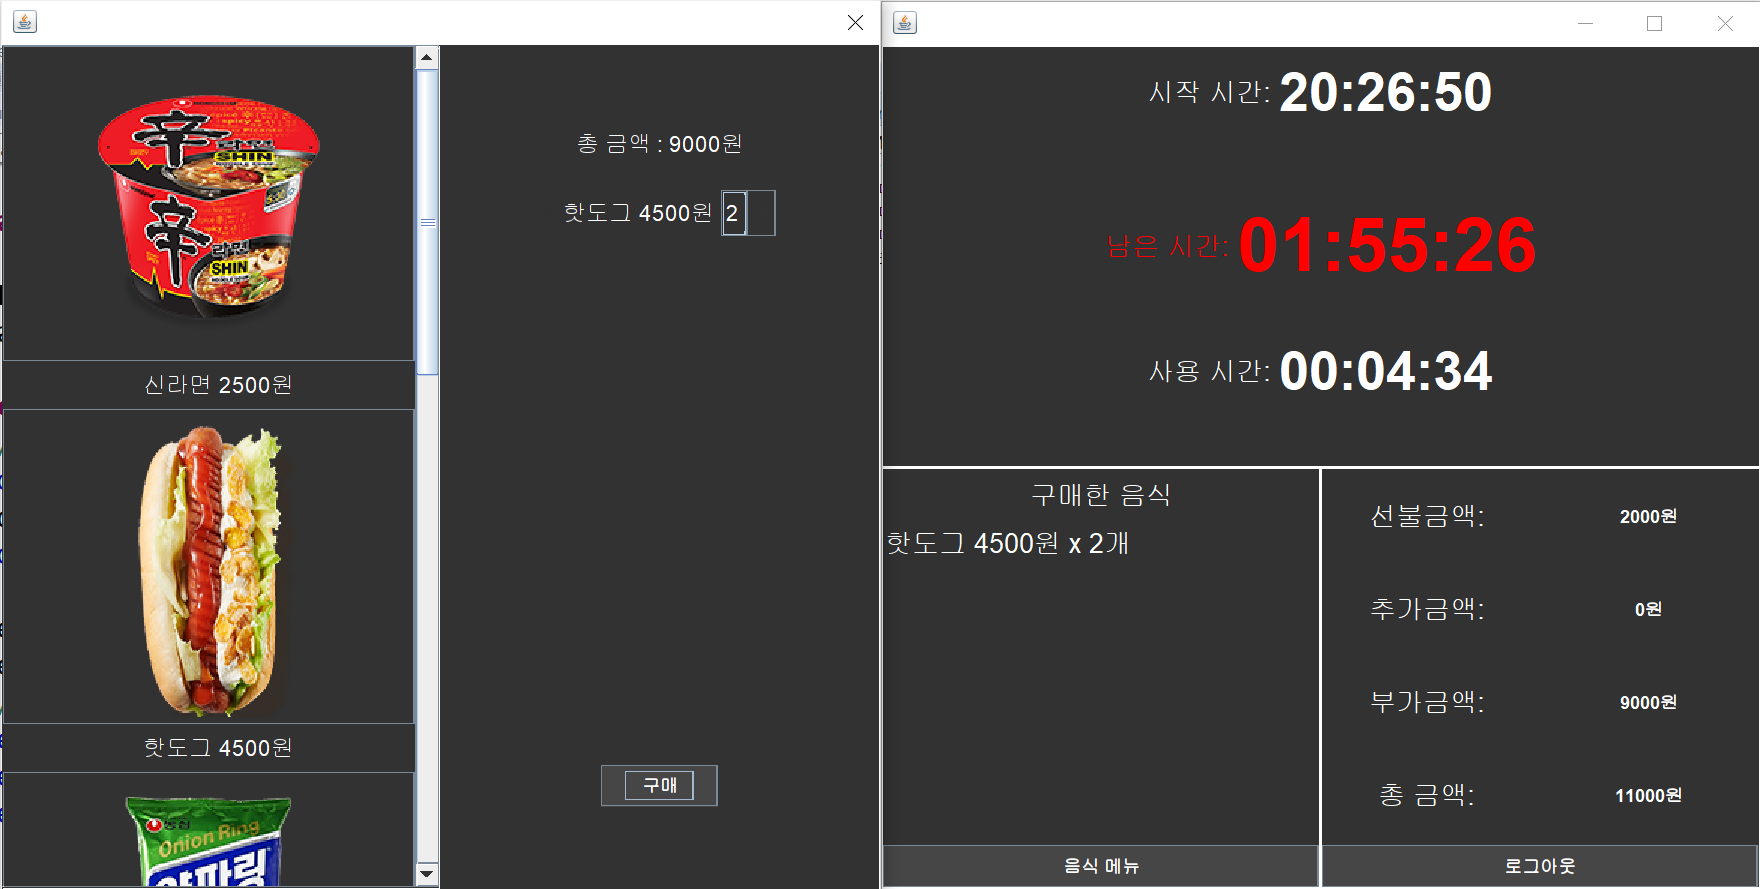 辛
라면
SHIN
辛
라면
SHIN
신라면 2500원
핫도그 4500원
농심
Onion Ring
양파링
총 금액 : 9000원
핫도그 4500원 2
구매
시작 시간: 20:26:50
남은 시간: 01:55:26
사용 시간: 00:04:34
구매한 음식
핫도그 4500원 x 2개
음식 메뉴
선불금액: 2000원
추가금액: 0원
부가금액: 9000원
총 금액: 11000원
로그아웃